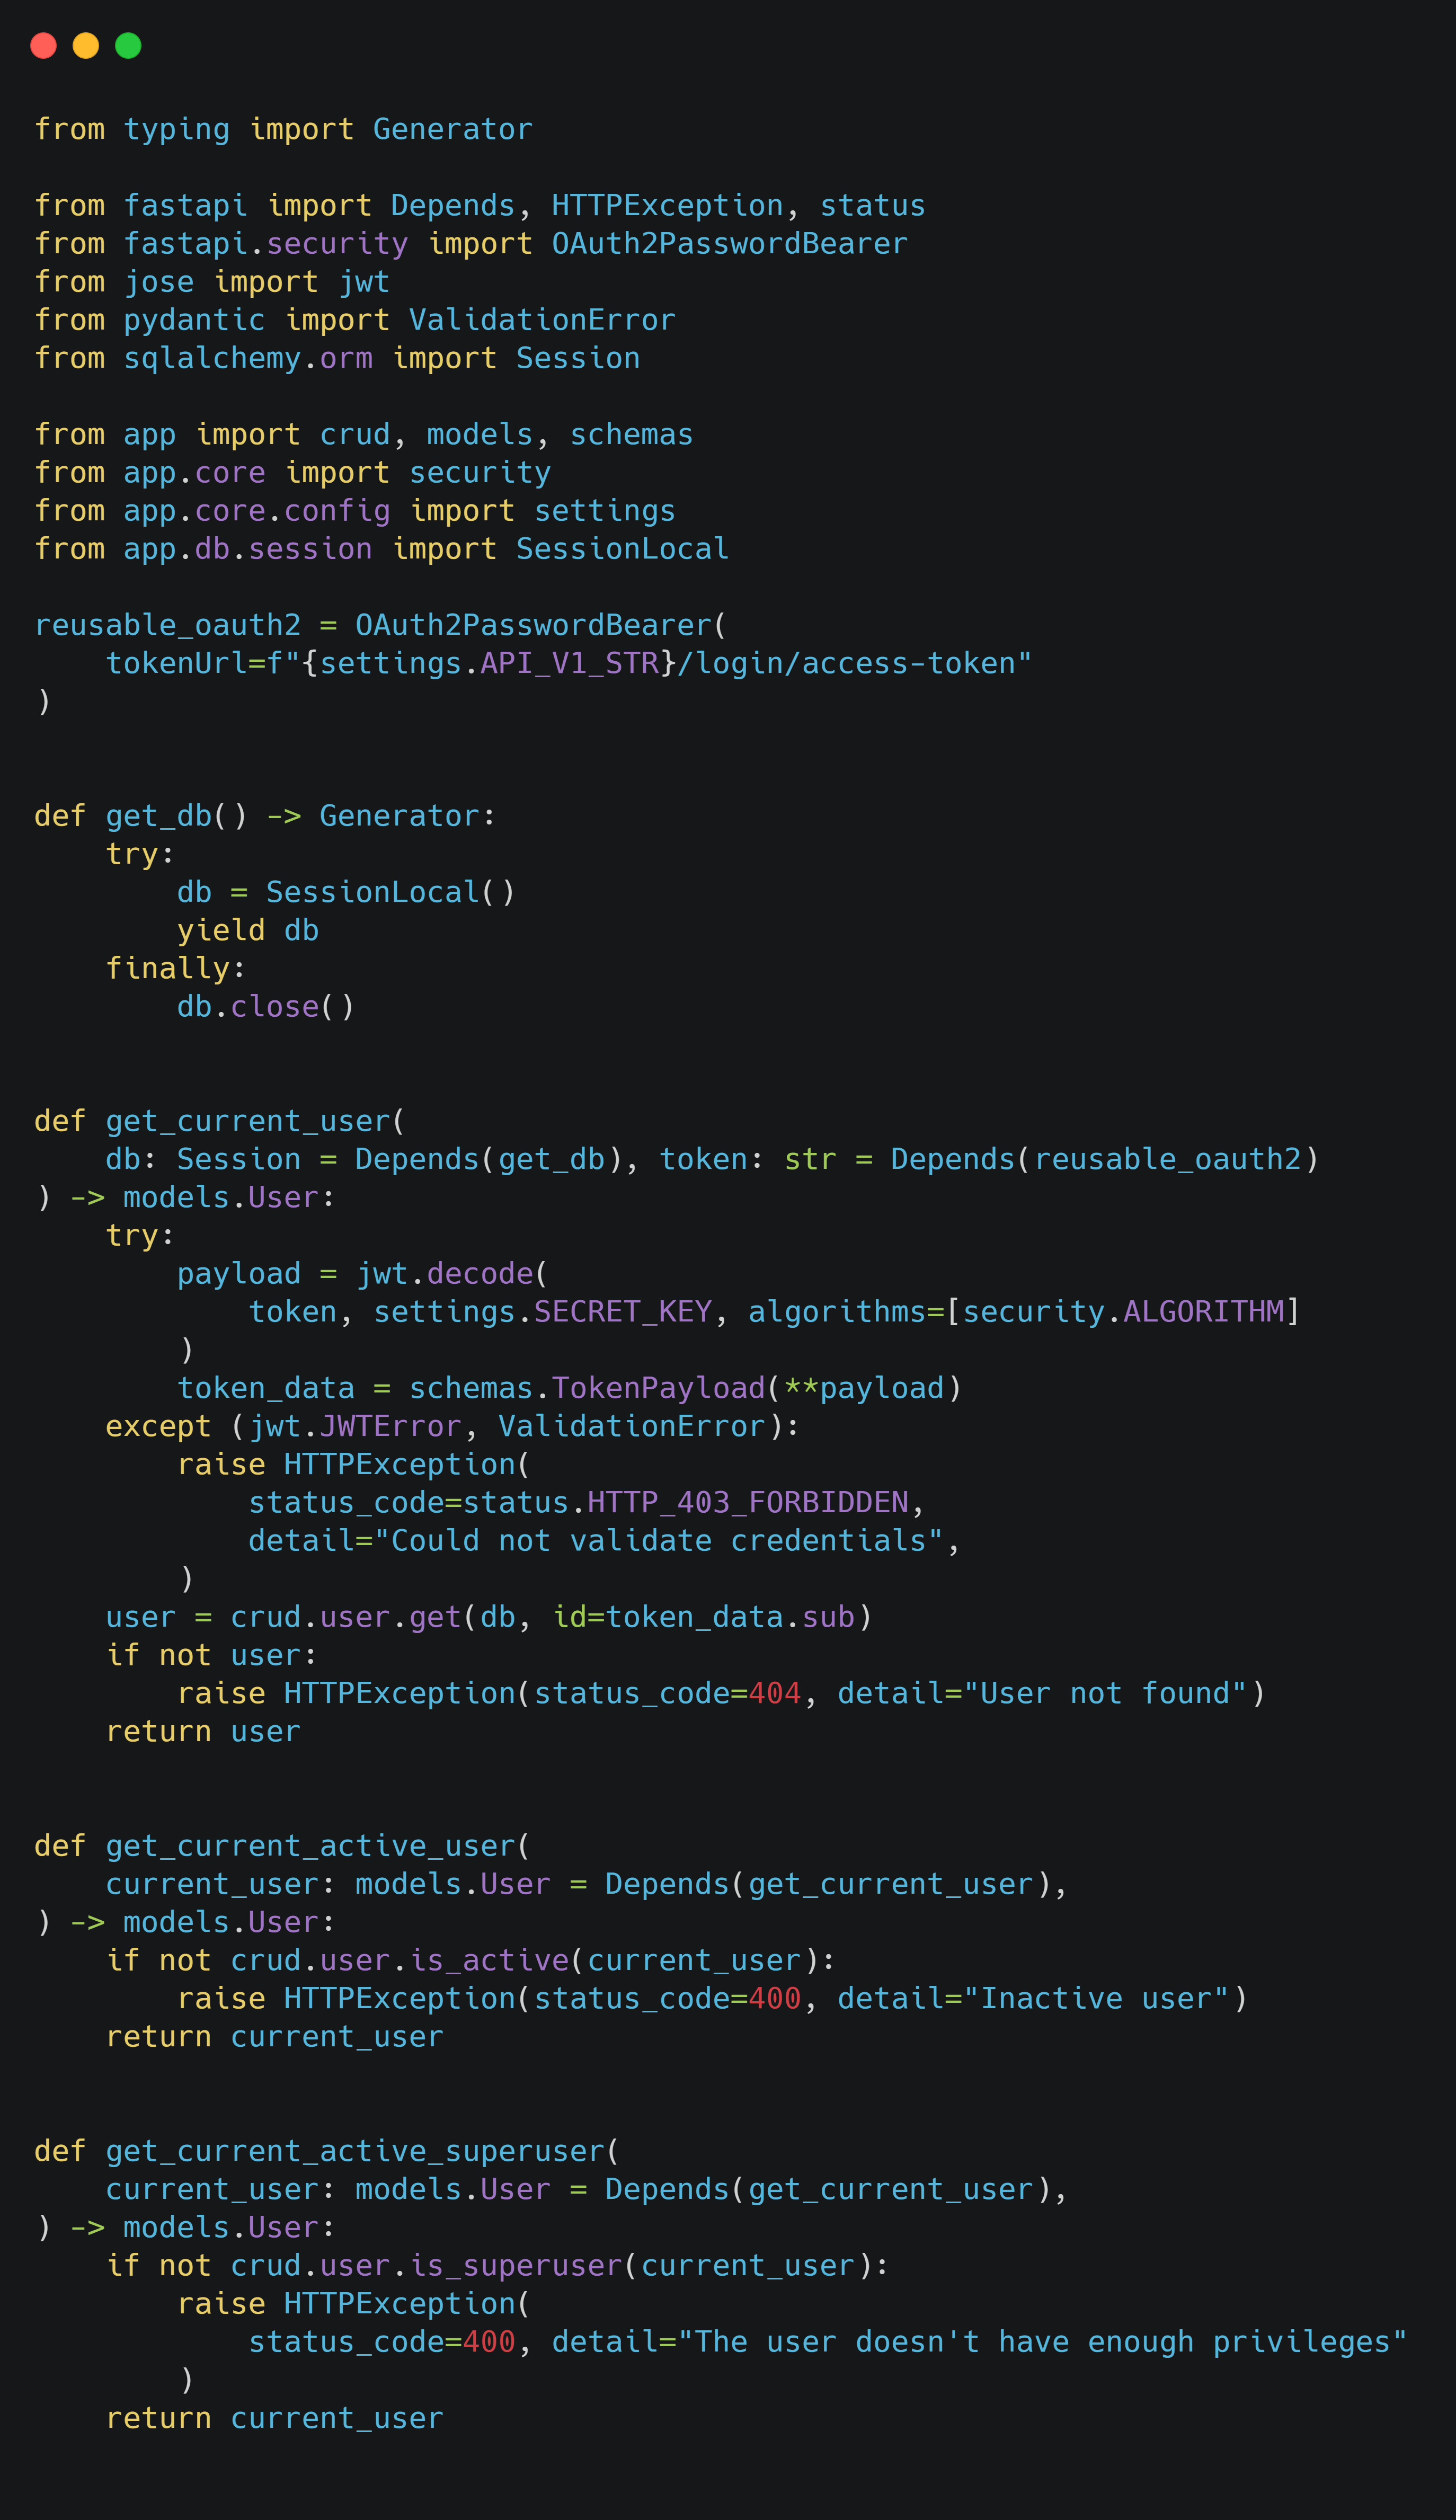 from typing import Generator

from fastapi import Depends, HTTPException, status
from fastapi.security import OAuth2PasswordBearer
from jose import jwt
from pydantic import ValidationError
from sqlalchemy.orm import Session

from app import crud, models, schemas
from app.core import security
from app.core.config import settings
from app.db.session import SessionLocal

reusable_oauth2 = OAuth2PasswordBearer(
    tokenUrl=f"{settings.API_V1_STR}/login/access-token"
)


def get_db() -> Generator:
    try:
        db = SessionLocal()
        yield db
    finally:
        db.close()


def get_current_user(
    db: Session = Depends(get_db), token: str = Depends(reusable_oauth2)
) -> models.User:
    try:
        payload = jwt.decode(
            token, settings.SECRET_KEY, algorithms=[security.ALGORITHM]
        )
        token_data = schemas.TokenPayload(**payload)
    except (jwt.JWTError, ValidationError):
        raise HTTPException(
            status_code=status.HTTP_403_FORBIDDEN,
            detail="Could not validate credentials",
        )
    user = crud.user.get(db, id=token_data.sub)
    if not user:
        raise HTTPException(status_code=404, detail="User not found")
    return user


def get_current_active_user(
    current_user: models.User = Depends(get_current_user),
) -> models.User:
    if not crud.user.is_active(current_user):
        raise HTTPException(status_code=400, detail="Inactive user")
    return current_user


def get_current_active_superuser(
    current_user: models.User = Depends(get_current_user),
) -> models.User:
    if not crud.user.is_superuser(current_user):
        raise HTTPException(
            status_code=400, detail="The user doesn't have enough privileges"
        )
    return current_user